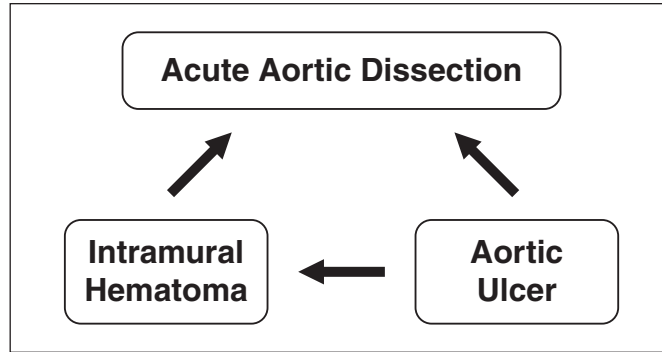 Acute Aortic Dissection
Intramural
Hematoma
Aortic
Ulcer